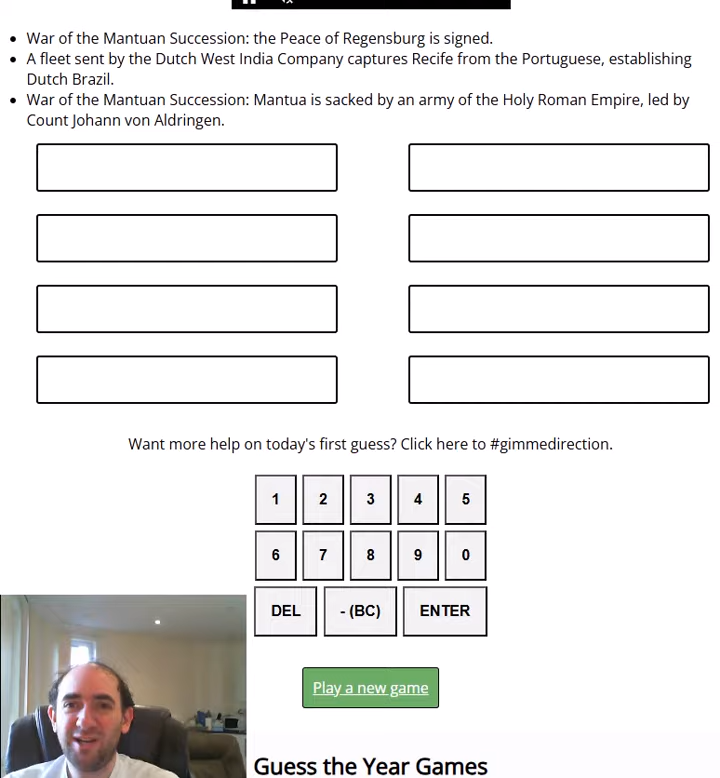 War of the Mantuan Succession: the Peace of Regensburg is signed.
A fleet sent by the Dutch West India Company captures Recife from the Portuguese, establishing
Dutch Brazil.
War of the Mantuan Succession: Mantua is sacked by an army of the Holy Roman Empire, led by
Count Johann von Aldringen.
Want more help on today's first guess? Click here to #gimmedirection.
1 2 3 4 5
6 7 8 9 0
DEL - (BC) ENTER
Play a new game
Guess the Year Games